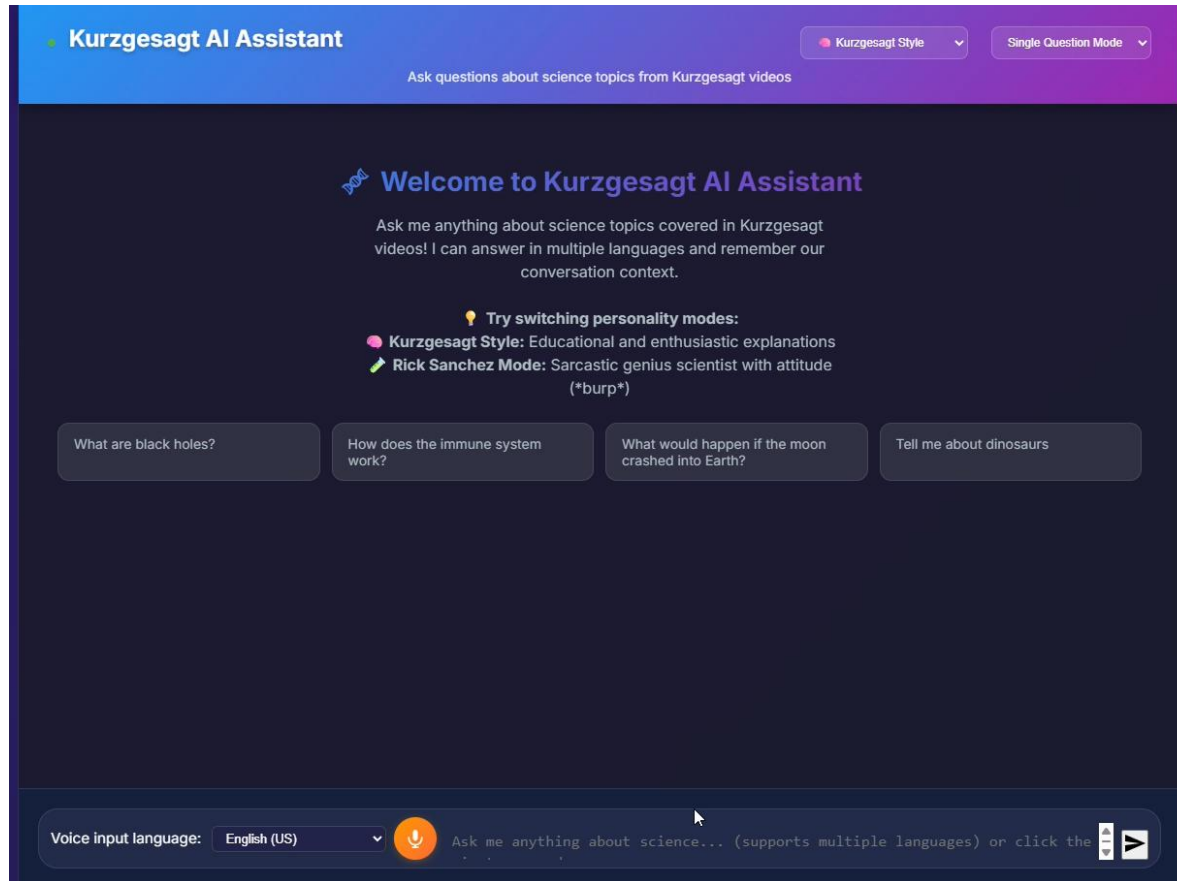 Kurzgesagt AI Assistant
Kurzgesagt Style
Single Question Mode
Ask questions about science topics from Kurzgesagt videos
Welcome to Kurzgesagt AI Assistant
Ask me anything about science topics covered in Kurzgesagt
videos! I can answer in multiple languages and remember our
conversation context.
Try switching personality modes:
Kurzgesagt Style: Educational and enthusiastic explanations
Rick Sanchez Mode: Sarcastic genius scientist with attitude
(*burp*)
What are black holes?
How does the immune system
work?
What would happen if the moon
crashed into Earth?
Tell me about dinosaurs
Voice input language:
English (US)
Ask me anything about science... (supports multiple languages) or click the